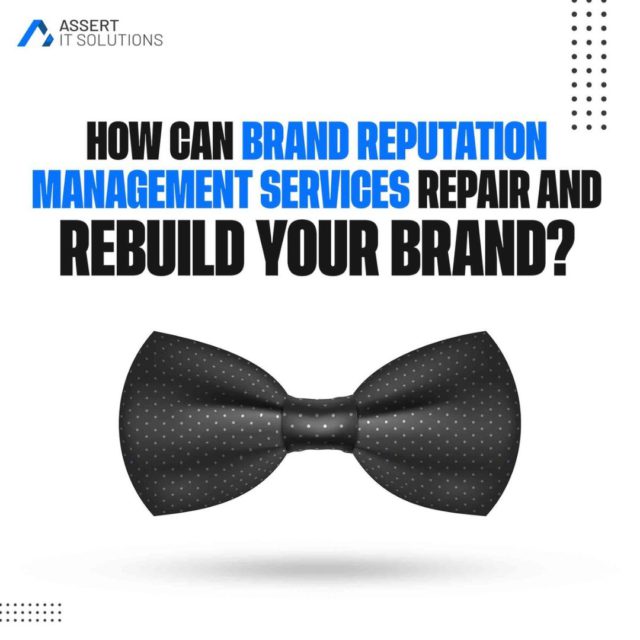 ASSERT
IT SOLUTIONS
HOW CAN BRAND REPUTATION
MANAGEMENT SERVICES REPAIR AND
REBUILD YOUR BRAND?